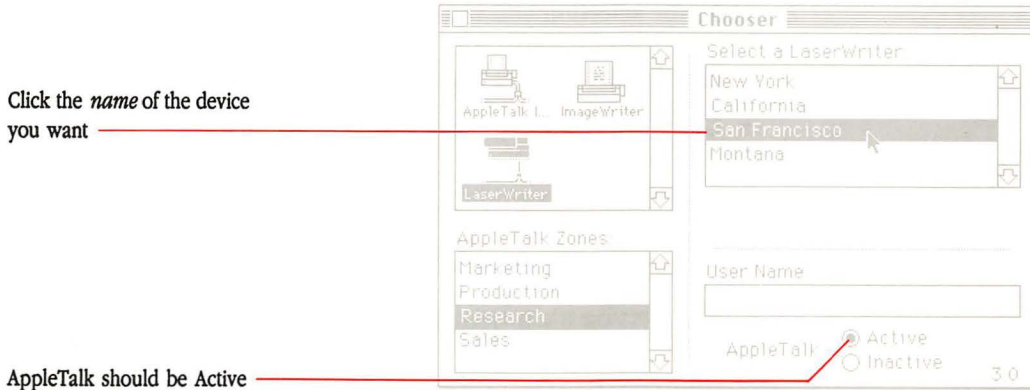 Chooser
Click the name of the device
you want
AppleTalk I... ImageWriter
LaserWriter
Select a LaserWriter
New York
California
San Francisco
Montana
AppleTalk Zones
Marketing
Production
Research
Sales
User Name
AppleTalk
Active
Inactive
3.0
AppleTalk should be Active